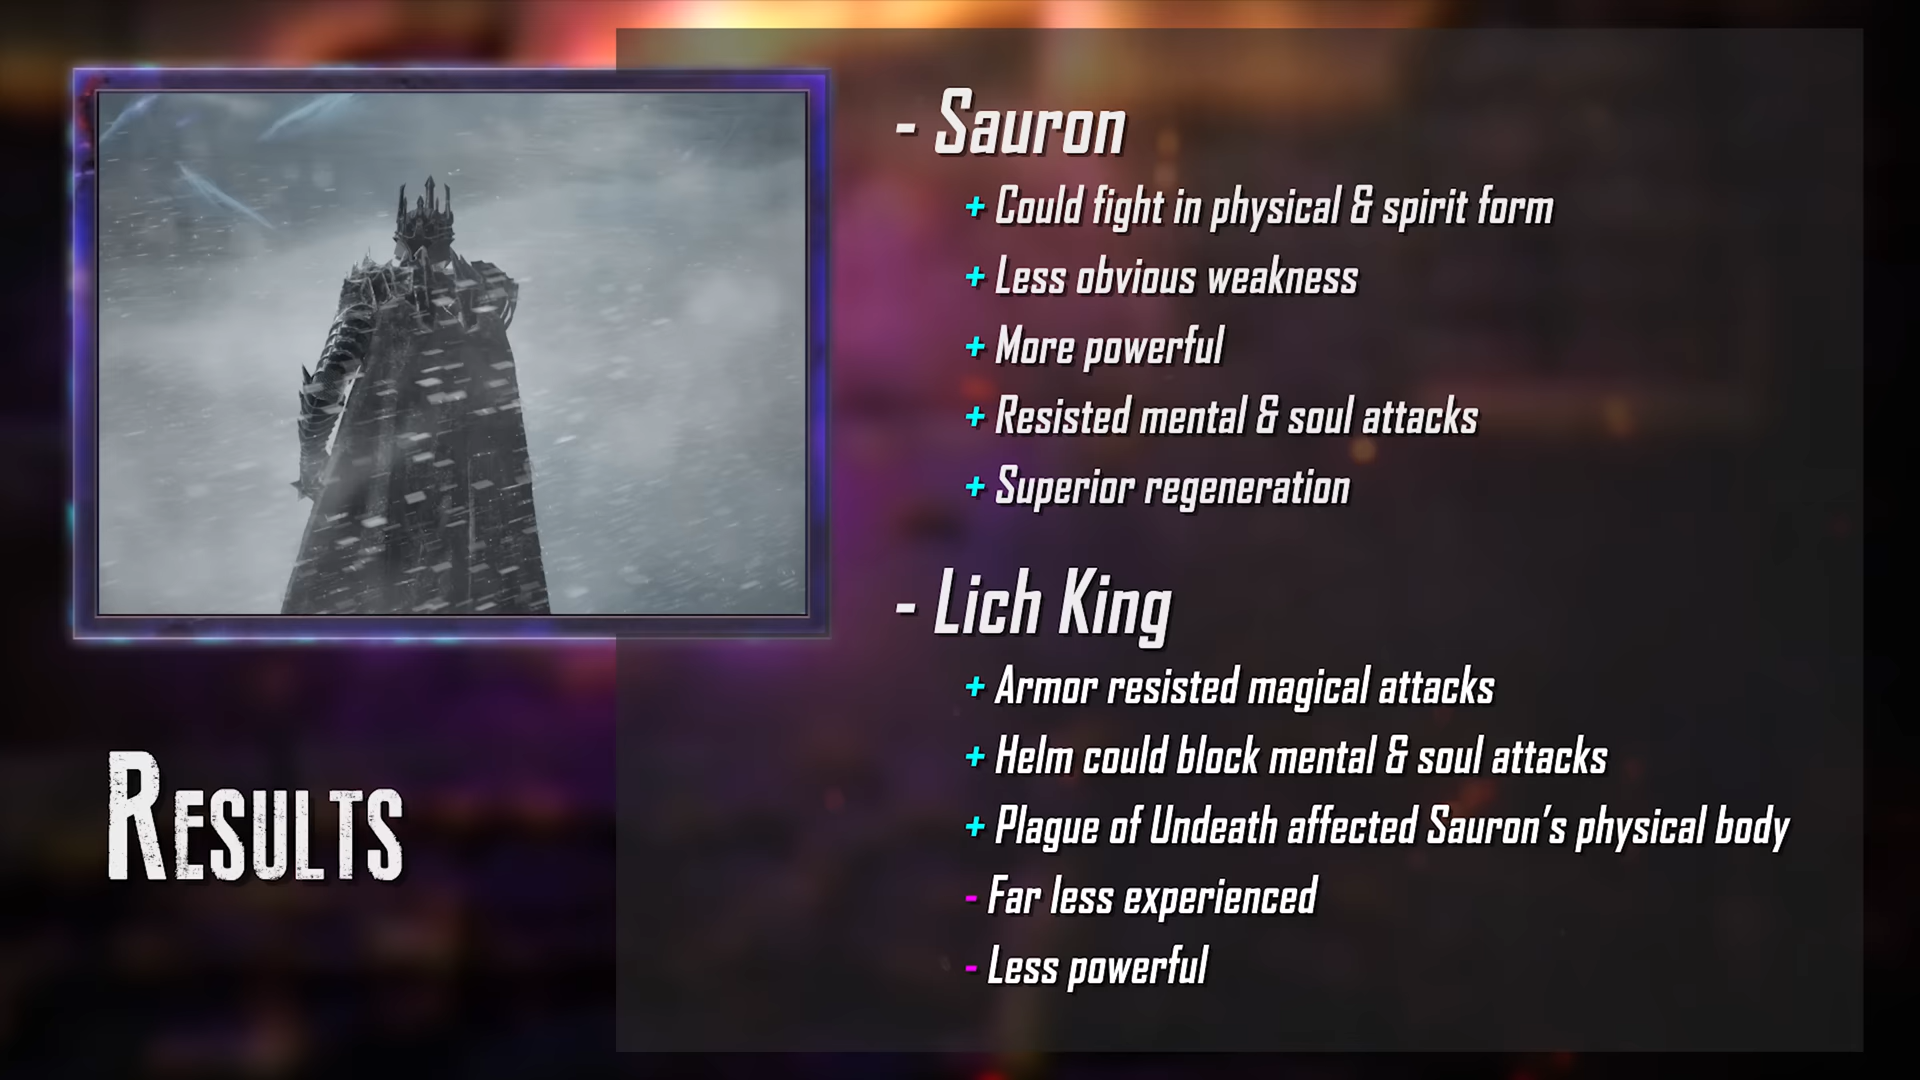 - Sauron
+ Could fight in physical & spirit form
+ Less obvious weakness
+ More powerful
+ Resisted mental & soul attacks
+ Superior regeneration
- Lich King
+ Armor resisted magical attacks
+ Helm could block mental & soul attacks
+ Plague of Undeath affected Sauron's physical body
- Far less experienced
- Less powerful
RESULTS